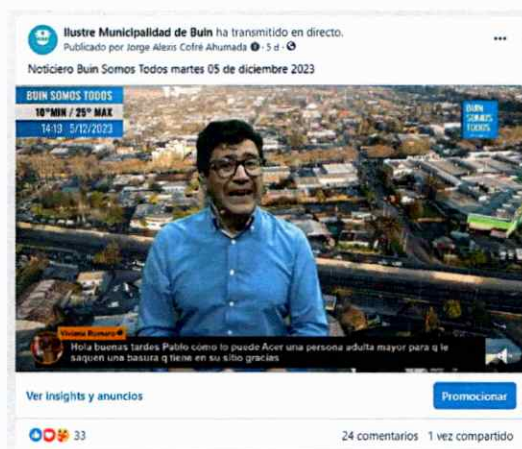 Ilustre Municipalidad de Buin ha transmitido en directo.
Publicado por Jorge Alexis Cofré Ahumada · 5 d ·
Noticiero Buin Somos Todos martes 05 de diciembre 2023
BUIN SOMOS TODOS
10° MIN / 25° MAX
14:19 5/12/2023
BUIN
SOMOS
TODOS
Viviana Romero
Hola buenas tardes Pablo cómo lo puede Acer una persona adulta mayor para q le
saquen una basura q tiene en su sitio gracias
Ver insights y anuncios
Promocionar
33
24 comentarios 1 vez compartido